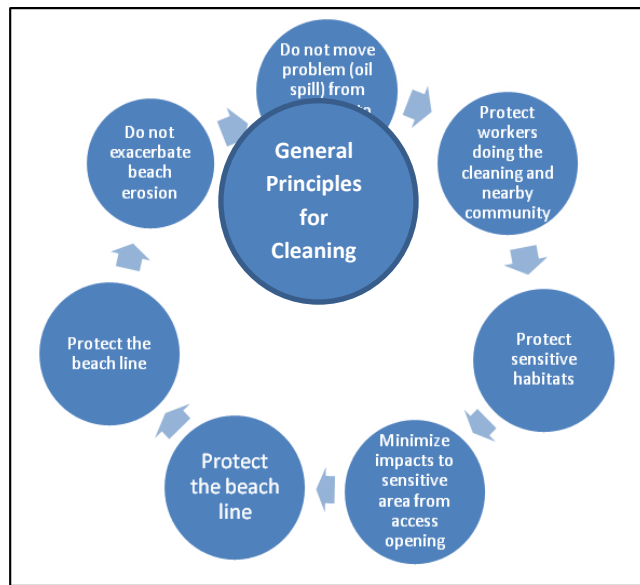 Do not move
problem (oil
spill) from
General
Principles
for
Cleaning
Protect
workers
doing the
cleaning and
nearby
community
Protect
sensitive
habitats
Minimize
impacts to
sensitive
area from
access
opening
Protect
the beach
line
Protect the
beach line
Do not
exacerbate
beach
erosion